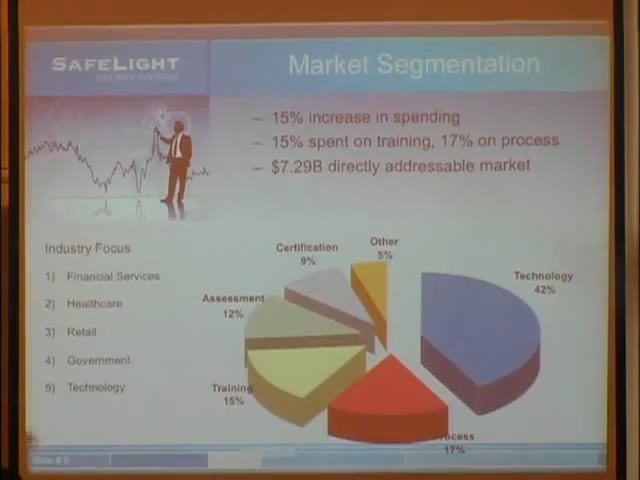 SAFELIGHT
Market Segmentation
– 15% increase in spending
– 15% spent on training, 17% on process
– $7.29B directly addressable market
Industry Focus
1) Financial Services
2) Healthcare
3) Retail
4) Government
5) Technology
Other
5%
Certification
9%
Technology
42%
Assessment
12%
Training
15%
ocess
17%